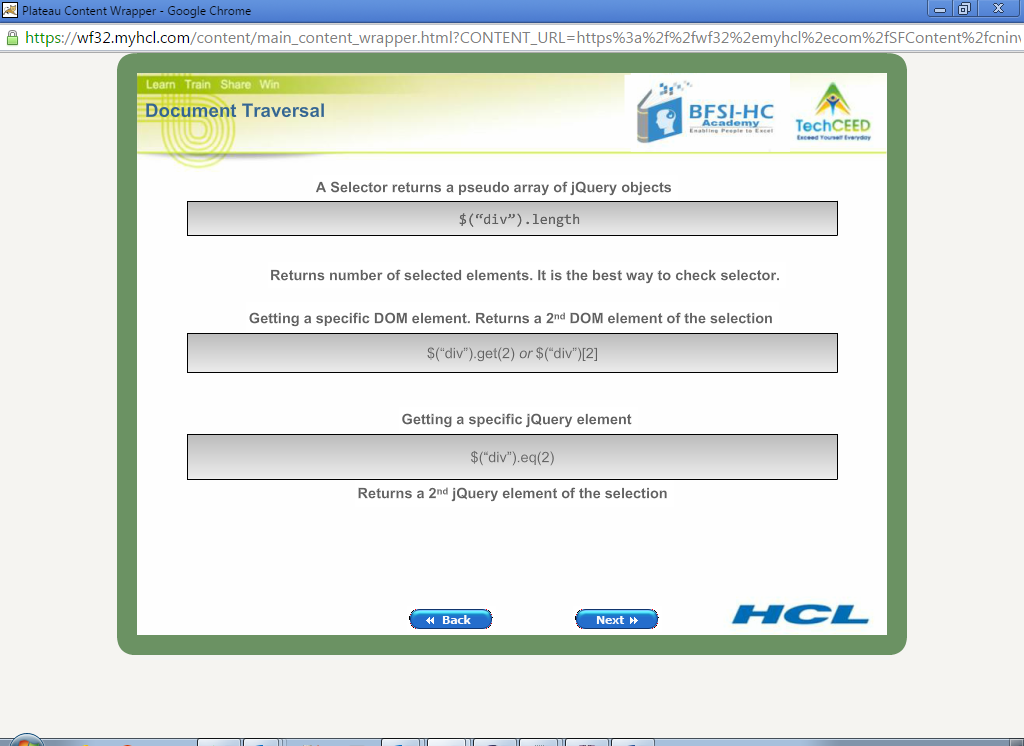 Plateau Content Wrapper - Google Chrome
https://wf32.myhcl.com/content/main_content_wrapper.html?CONTENT_URL=https%3a%2f%2fwf32%2emyhcl%2ecom%2fSFContent%2fcninv
Learn Train Share Win
Document Traversal
BFSI-HC
Academy
Enabling People to Excel
TechCEED
Exceed Yourself Everyday
A Selector returns a pseudo array of jQuery objects
$(“div”).length
Returns number of selected elements. It is the best way to check selector.
Getting a specific DOM element. Returns a 2nd DOM element of the selection
$(“div”).get(2) or $(“div”)[2]
Getting a specific jQuery element
$(“div”).eq(2)
Returns a 2nd jQuery element of the selection
Back
Next
HCL